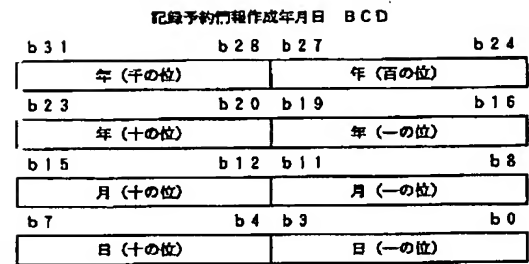 記録予約情報作成年月日 BCD
b31 b28 b27 b24
年（千の位） 年（百の位）
b23 b20 b19 b16
年（十の位） 年（一の位）
b15 b12 b11 b8
月（十の位） 月（一の位）
b7 b4 b3 b0
日（十の位） 日（一の位）